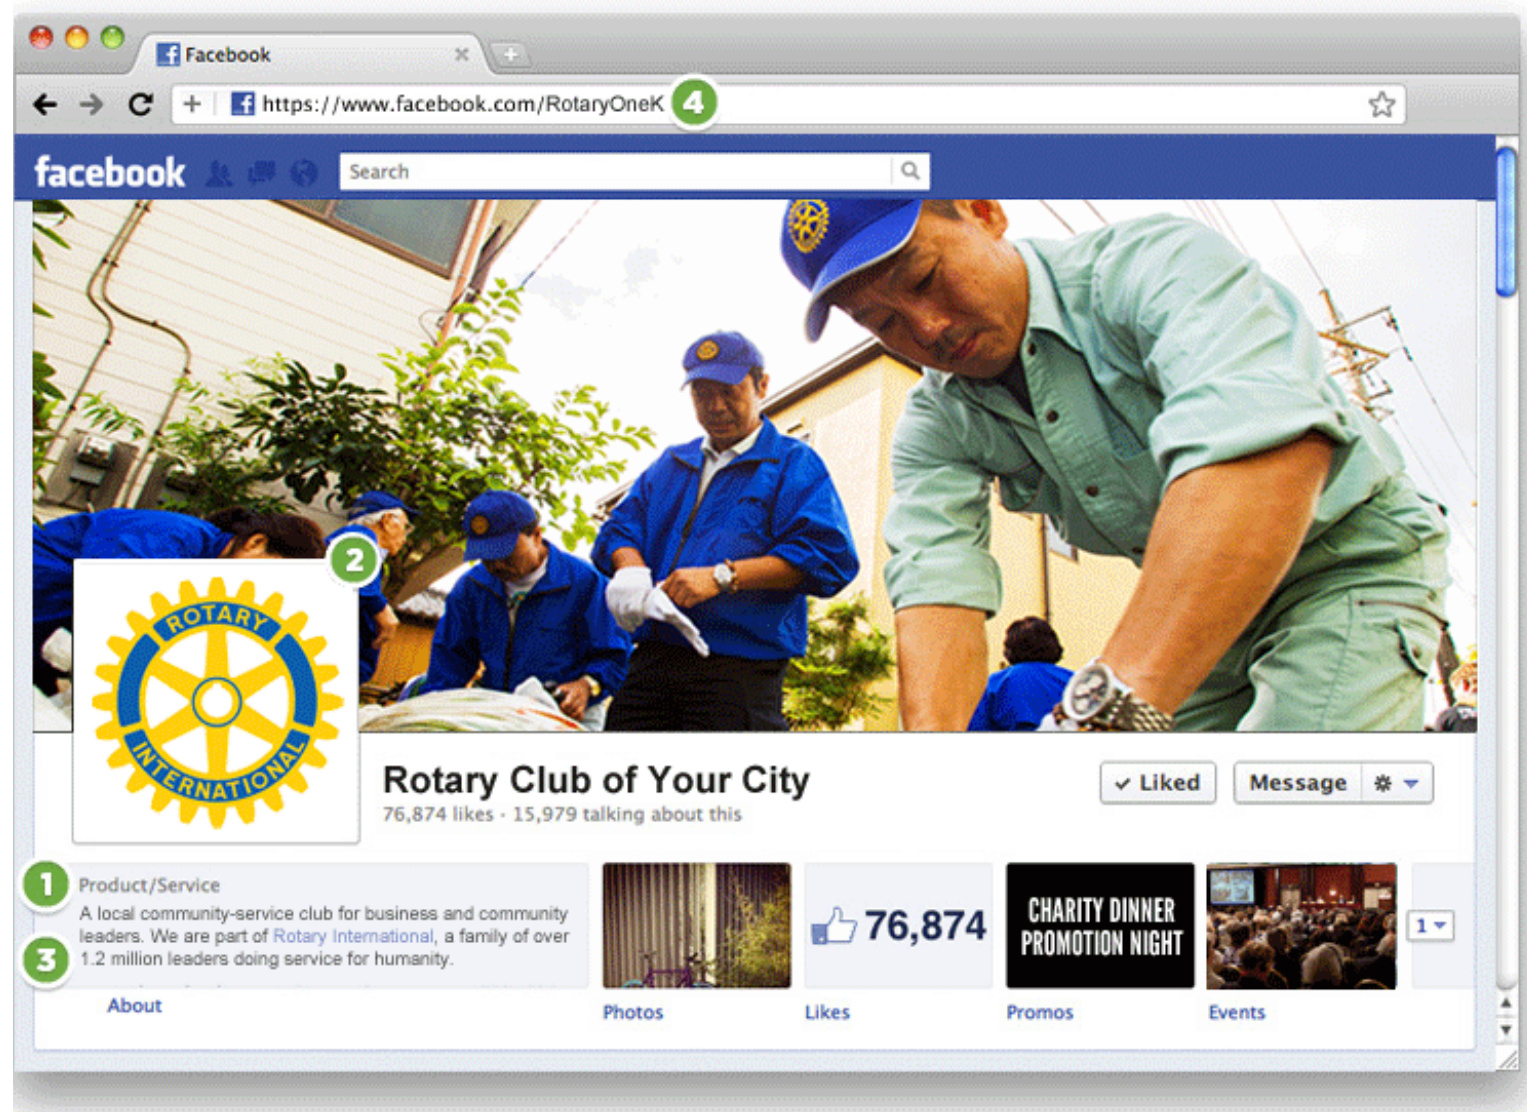 Facebook
https://www.facebook.com/RotaryOneK 4
facebook
Search
2
ROTARY
INTERNATIONAL
Rotary Club of Your City
76,874 likes · 15,979 talking about this
✓ Liked
Message
1
Product/Service
A local community-service club for business and community
leaders. We are part of Rotary International, a family of over
3
1.2 million leaders doing service for humanity.
About
Photos
76,874
Likes
CHARITY DINNER
PROMOTION NIGHT
Promos
Events
1